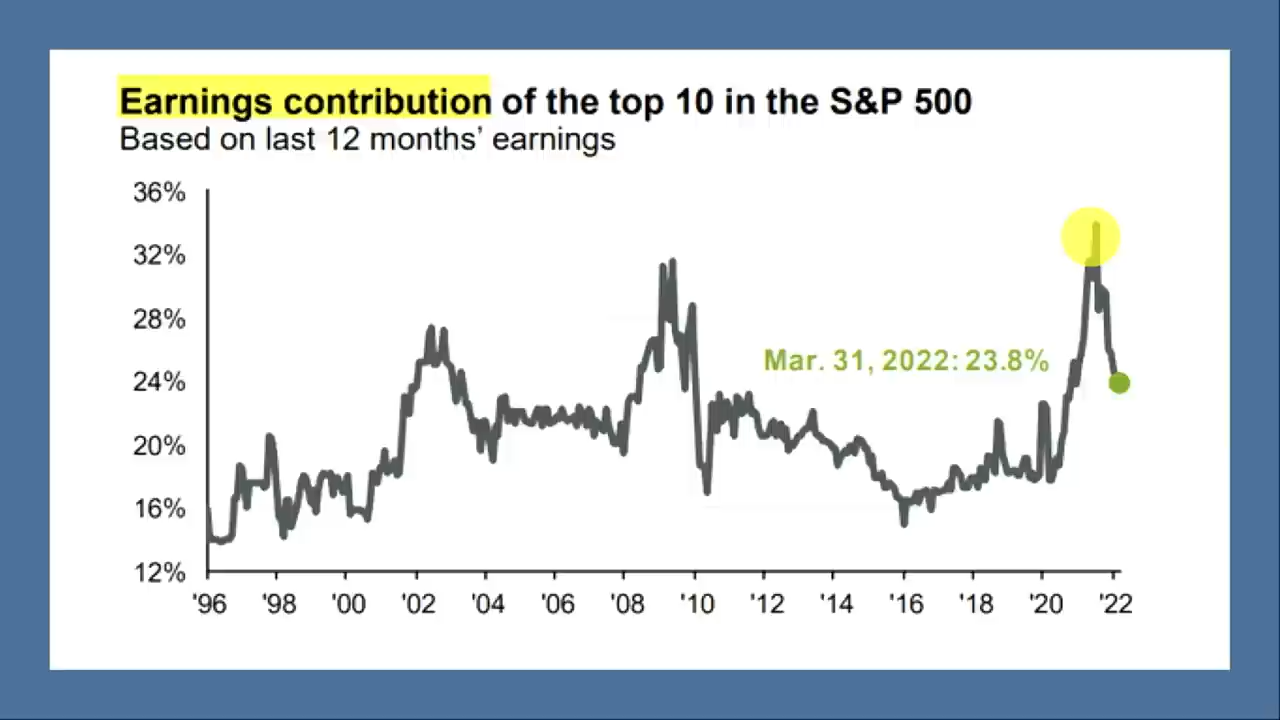 Earnings contribution of the top 10 in the S&P 500
Based on last 12 months’ earnings
36%
32%
28%
Mar. 31, 2022: 23.8%
24%
20%
16%
12%
'96 '98 '00 '02 '04 '06 '08 '10 '12 '14 '16 '18 '20 '22